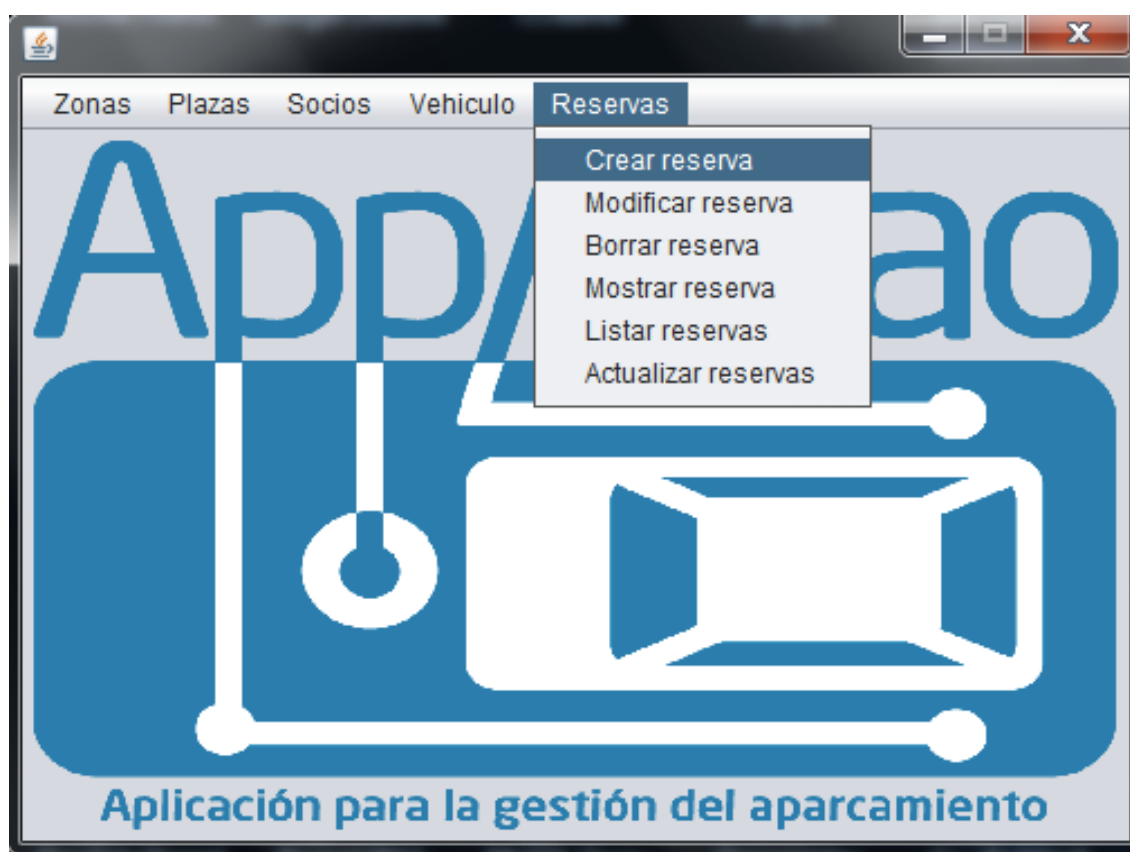 Zonas Plazas Socios Vehiculo Reservas
Crear reserva
Modificar reserva
Borrar reserva
Mostrar reserva
Listar reservas
Actualizar reservas
Aplicación para la gestión del aparcamiento